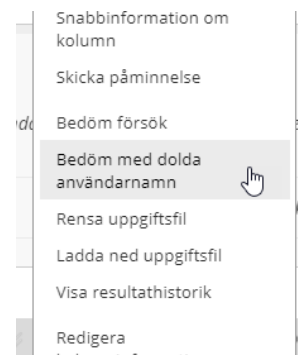 Snabbinformation om
kolumn
Skicka påminnelse
Bedöm försök
Bedöm med dolda
användarnamn
Rensa uppgiftsfil
Ladda ned uppgiftsfil
Visa resultathistorik
Redigera